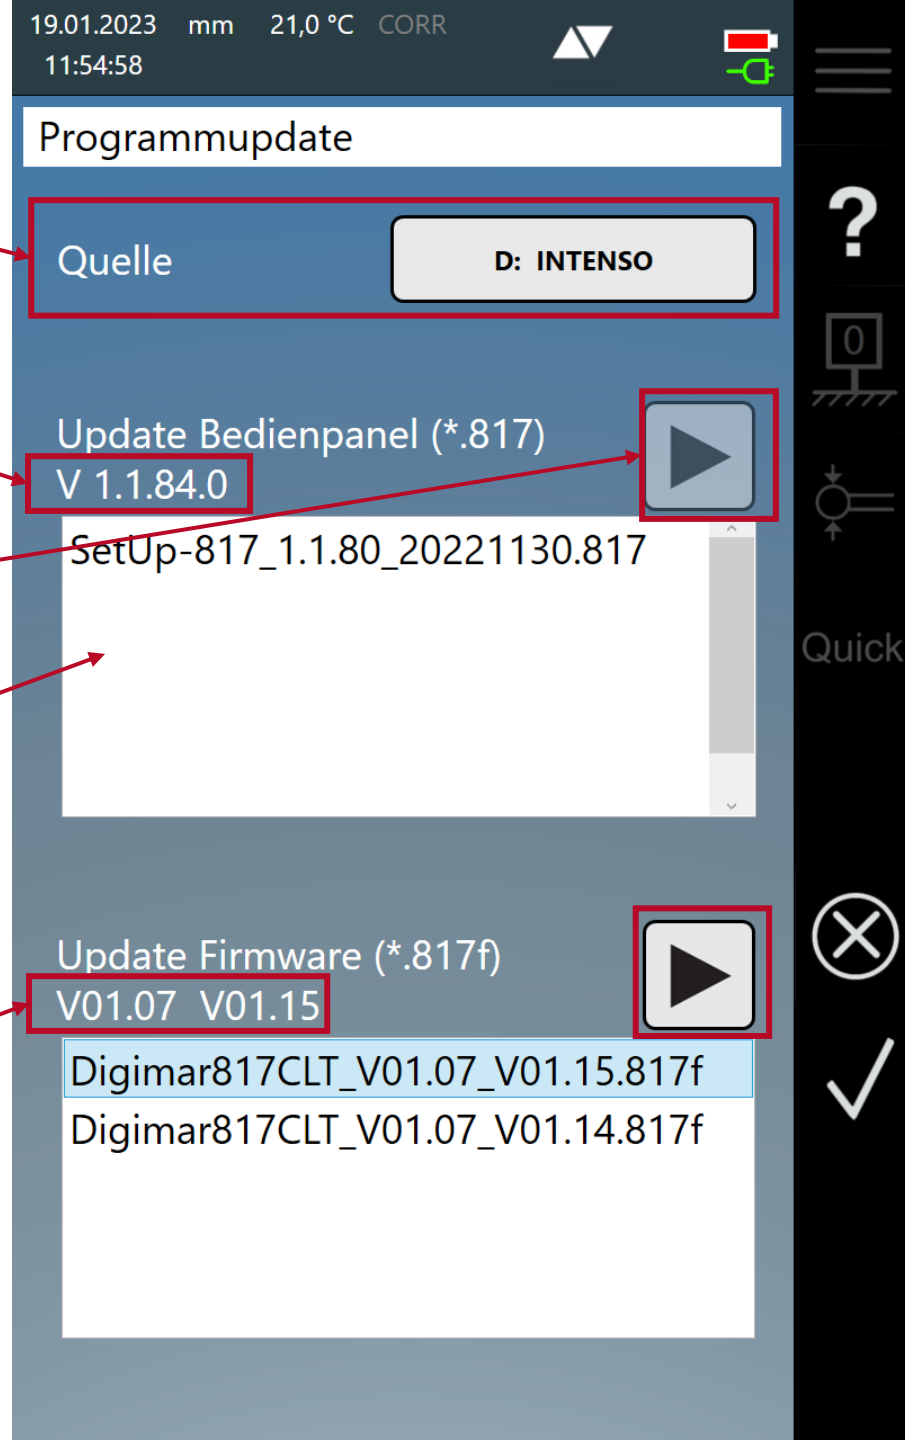 19.01.2023 mm 21,0 °C CORR
11:54:58
Programmupdate
?
Quelle
D: INTENSO
0
Update Bedienpanel (*.817)
V 1.1.84.0
SetUp-817_1.1.80_20221130.817
Quick
Update Firmware (*.817f)
V01.07 V01.15
Digimar817CLT_V01.07_V01.15.817f
Digimar817CLT_V01.07_V01.14.817f